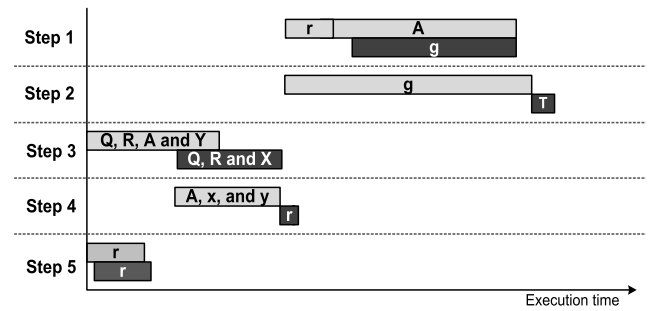 Step 1
r
A
g
Step 2
g
T
Step 3
Q, R, A and Y
Q, R and X
Step 4
A, x, and y
r
Step 5
r
r
Execution time